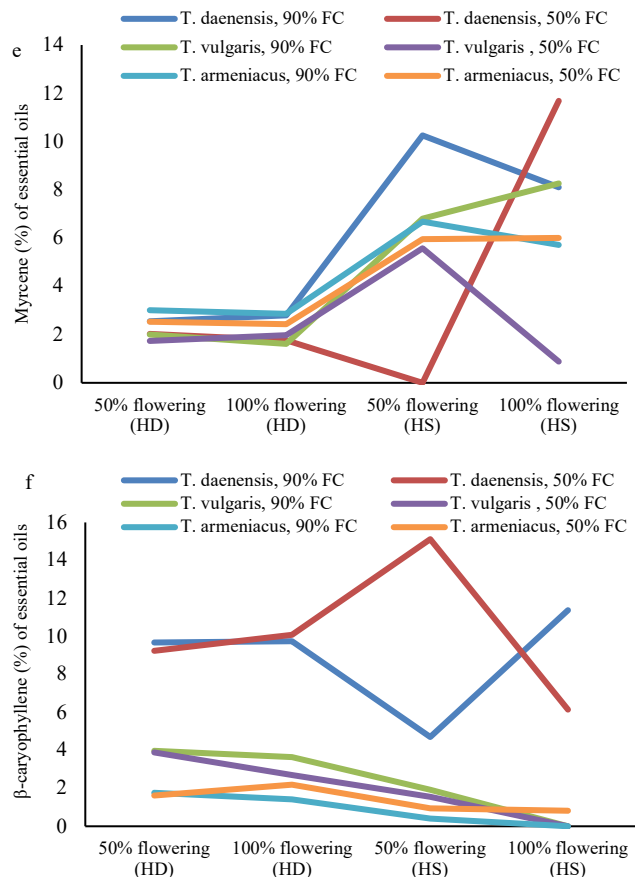 e
T. daenensis, 90% FC
T. daenensis, 50% FC
T. vulgaris, 90% FC
T. vulgaris , 50% FC
T. armeniacus, 90% FC
T. armeniacus, 50% FC
Myrcene (%) of essential oils
14
12
10
8
6
4
2
0
50% flowering
(HD)
100% flowering
(HD)
50% flowering
(HS)
100% flowering
(HS)
f
T. daenensis, 90% FC
T. daenensis, 50% FC
T. vulgaris, 90% FC
T. vulgaris , 50% FC
T. armeniacus, 90% FC
T. armeniacus, 50% FC
β-caryophyllene (%) of essential oils
16
14
12
10
8
6
4
2
0
50% flowering
(HD)
100% flowering
(HD)
50% flowering
(HS)
100% flowering
(HS)